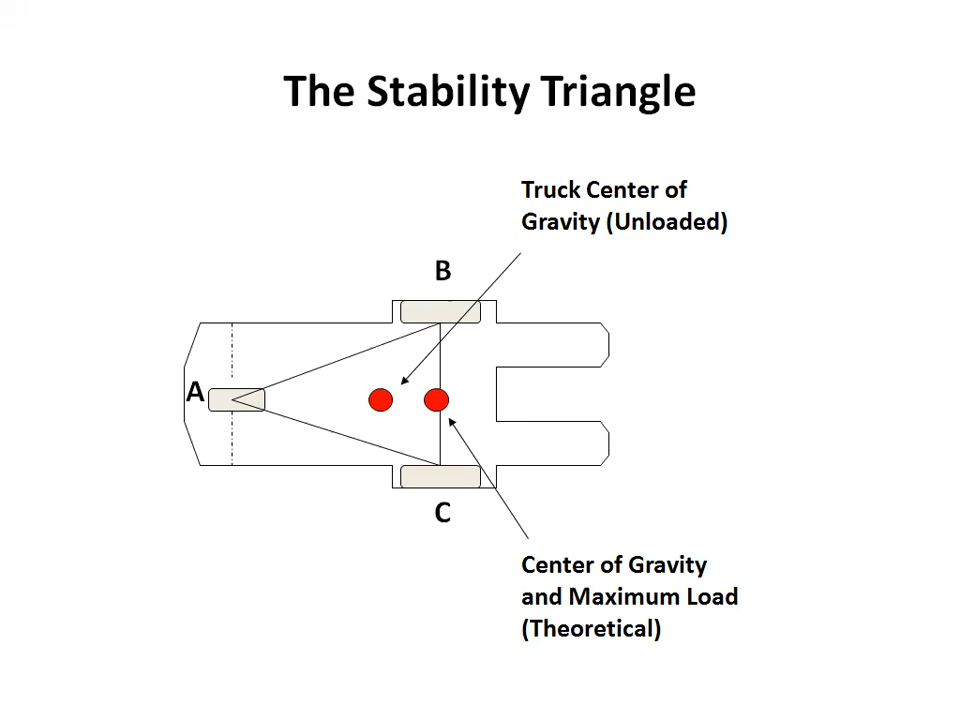 The Stability Triangle
Truck Center of
Gravity (Unloaded)
B
A
C
Center of Gravity
and Maximum Load
(Theoretical)